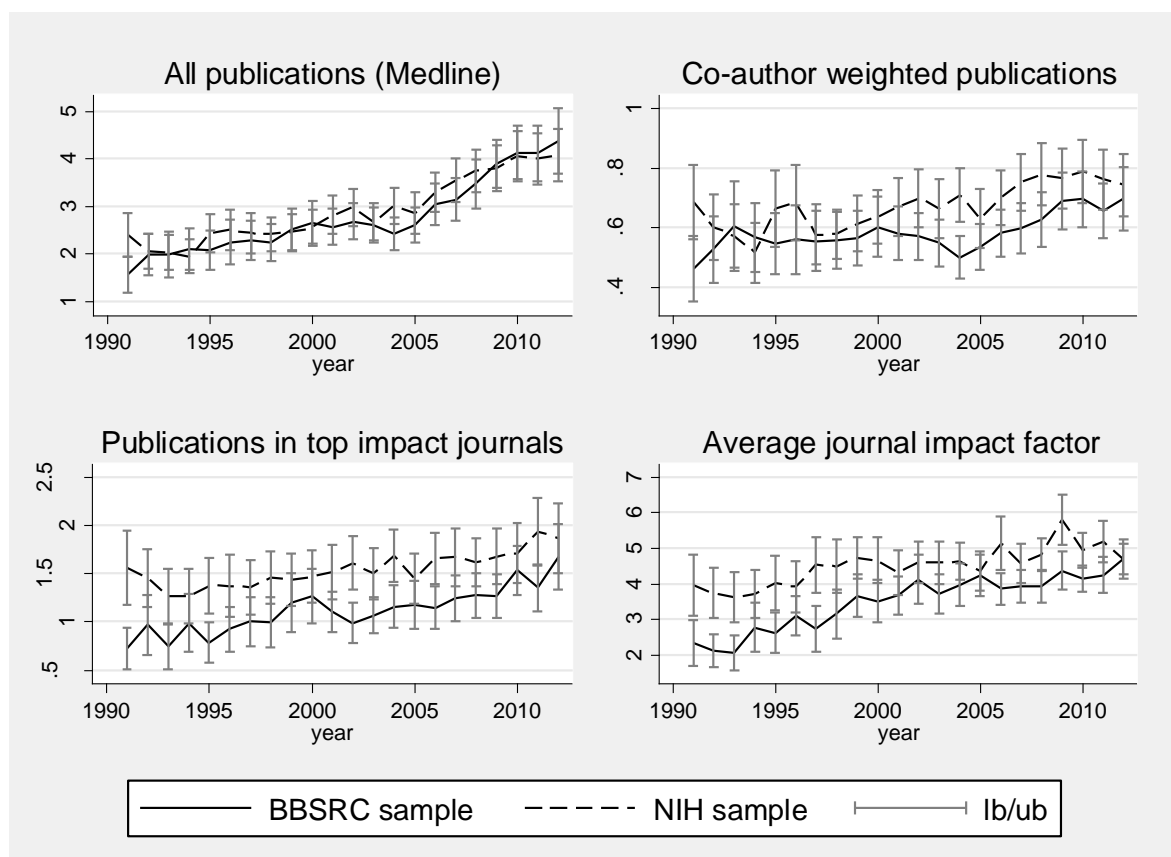 All publications (Medline)
5
4
3
2
1
1990 1995 2000 2005 2010
year
Co-author weighted publications
1
.8
.6
.4
1990 1995 2000 2005 2010
year
Publications in top impact journals
2.5
2
1.5
1
.5
1990 1995 2000 2005 2010
year
Average journal impact factor
7
6
5
4
3
2
1990 1995 2000 2005 2010
year
BBSRC sample NIH sample lb/ub